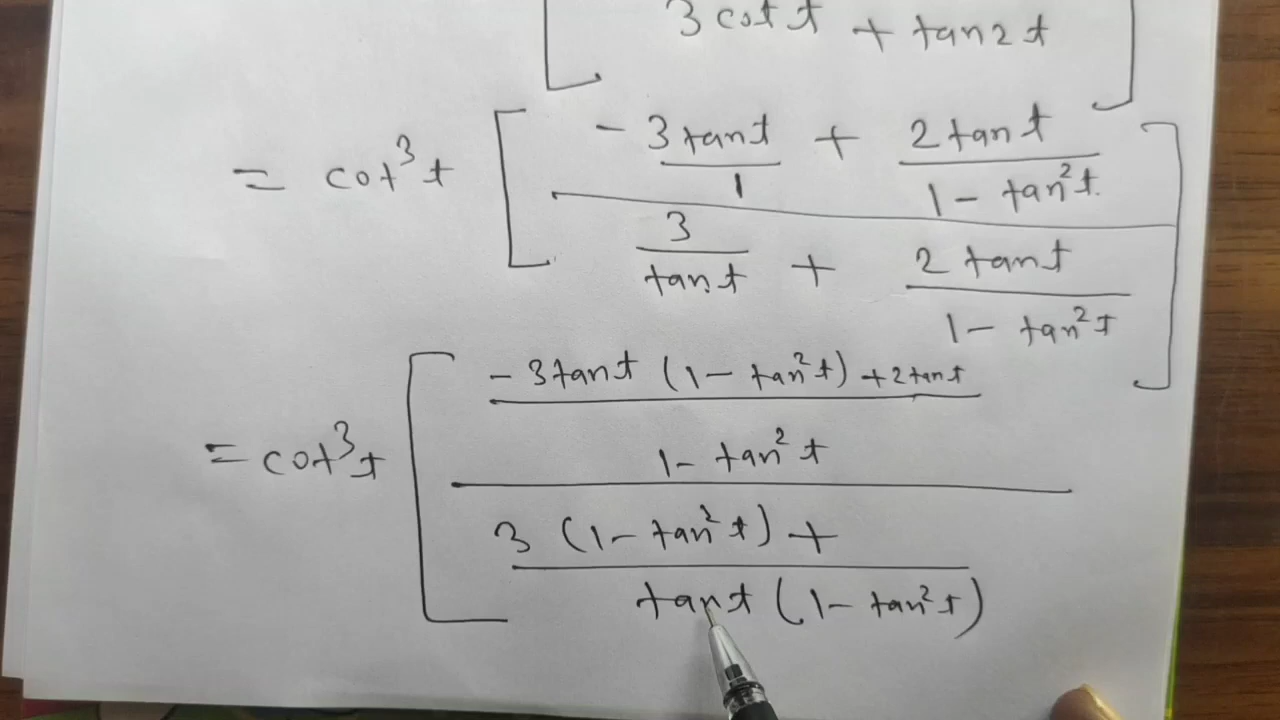 3 cot t + tan 2t
= cot³t [ - 3 tan t / 1 + 2 tan t / 1 - tan²t
3 / tan t + 2 tan t / 1 - tan²t ]
= cot³t [ - 3 tan t (1 - tan²t) + 2 tan t
1 - tan²t
3 (1 - tan²t) +
tan t (1 - tan²t)